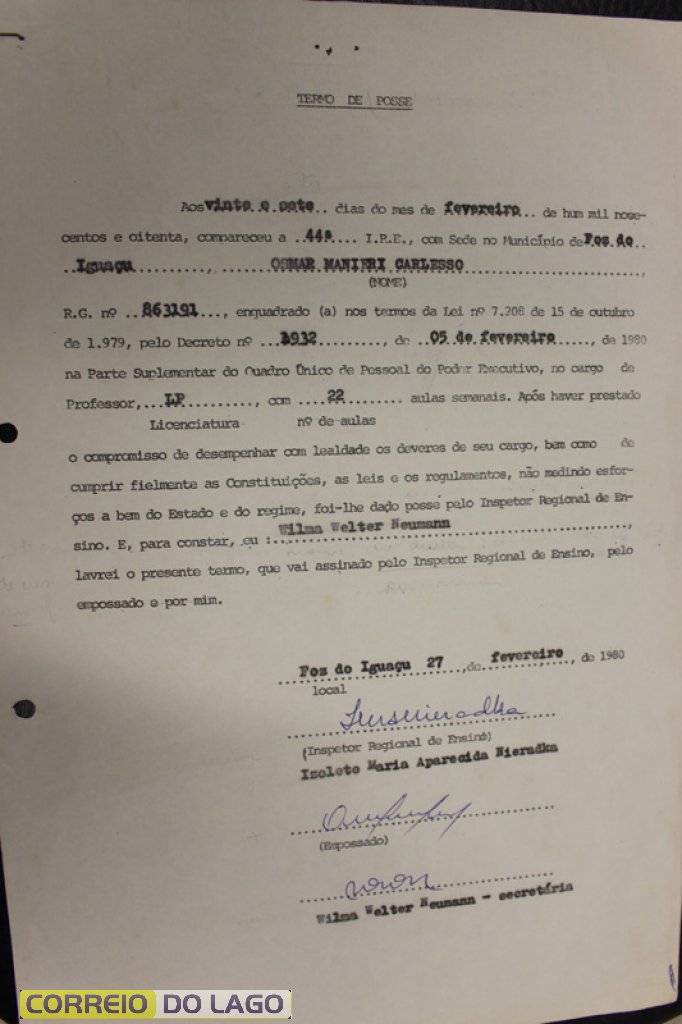 TERMO DE POSSE
Aos vinte e sete.. dias do mes de fevereiro... de hum mil nove-
centos e oitenta, compareceu a ..44a.... I.R.E., com Sede no Município de Foz do..
..Iguaçu..........., ........OSMAR MANIERI CARLESSO............................,
(NOME)
R.G. nº ..863191..., enquadrado (a) nos termos da Lei nº 7.208 de 15 de outubro
de 1.979, pelo Decreto nº ...1932........., de ..05 de fevereiro....., de 1980
na Parte Suplementar do Quadro Único de Pessoal do Poder Executivo, no cargo de
Professor,...LP.........., com ....22........ aulas semanais. Após haver prestado
Licenciatura nº de aulas
o compromisso de desempenhar com lealdade os deveres de seu cargo, bem como de
cumprir fielmente as Constituições, as leis e os regulamentos, não medindo esfor-
ços a bem do Estado e do regime, foi-lhe dado posse pelo Inspetor Regional de En-
sino. E, para constar, eu :.Wilma Welter Neumann..............................,
lavrei o presente termo, que vai assinado pelo Inspetor Regional de Ensino, pelo
empossado e por mim.
...Foz do Iguaçu 27 ...,de..fevereiro.., de 1980
local
(Inspetor Regional de Ensino)
Izolete Maria Aparecida Nieradka
(Empossado)
Wilma Welter Neumann - secretária
CORREIO DO LAGO